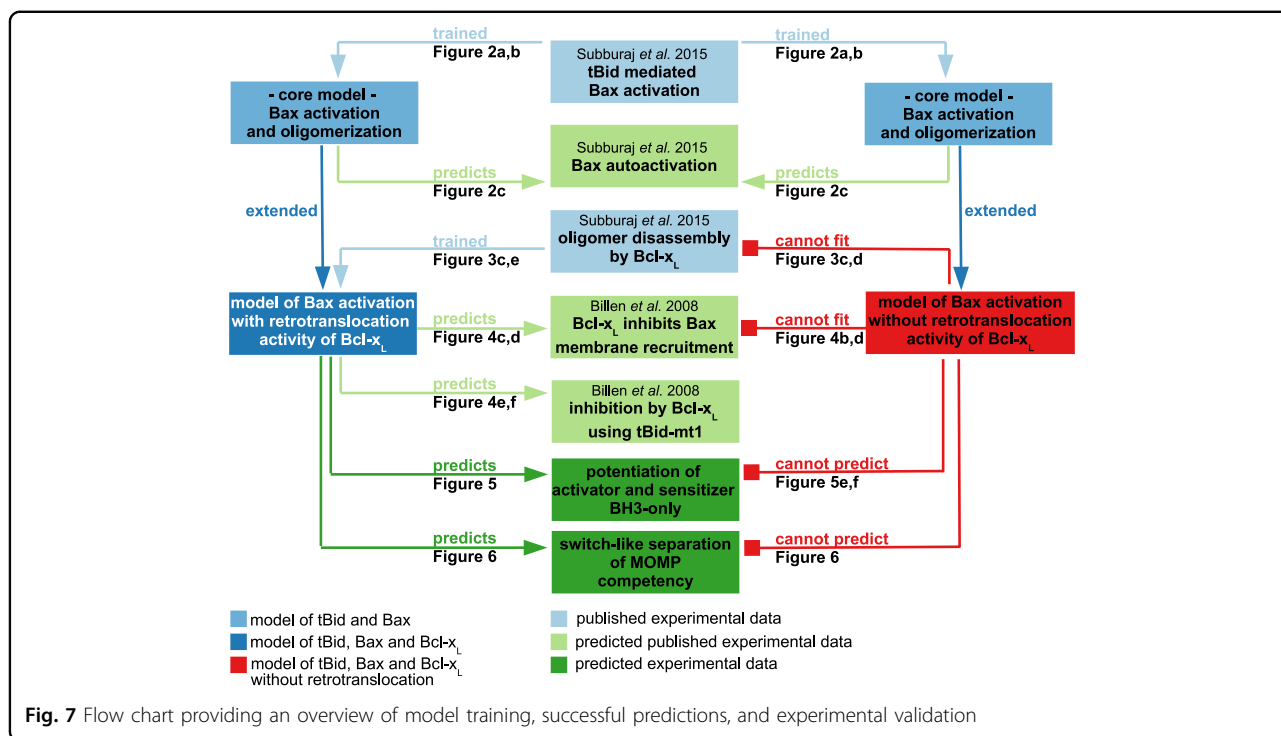 trained
Figure 2a,b
Subburaj et al. 2015
tBid mediated
Bax activation
trained
Figure 2a,b
- core model -
Bax activation
and oligomerization
- core model -
Bax activation
and oligomerization
Subburaj et al. 2015
Bax autoactivation
predicts
Figure 2c
predicts
Figure 2c
extended
extended
Subburaj et al. 2015
oligomer disassembly
by Bcl-xL
trained
Figure 3c,e
cannot fit
Figure 3c,d
model of Bax activation
with retrotranslocation
activity of Bcl-xL
predicts
Figure 4c,d
Billen et al. 2008
Bcl-xL inhibits Bax
membrane recruitment
cannot fit
Figure 4b,d
model of Bax activation
without retrotranslocation
activity of Bcl-xL
predicts
Figure 4e,f
Billen et al. 2008
inhibition by Bcl-xL
using tBid-mt1
predicts
Figure 5
potentiation of
activator and sensitizer
BH3-only
cannot predict
Figure 5e,f
predicts
Figure 6
switch-like separation
of MOMP
competency
cannot predict
Figure 6
model of tBid and Bax
model of tBid, Bax and Bcl-xL
model of tBid, Bax and Bcl-xL
without retrotranslocation
published experimental data
predicted published experimental data
predicted experimental data
Fig. 7 Flow chart providing an overview of model training, successful predictions, and experimental validation